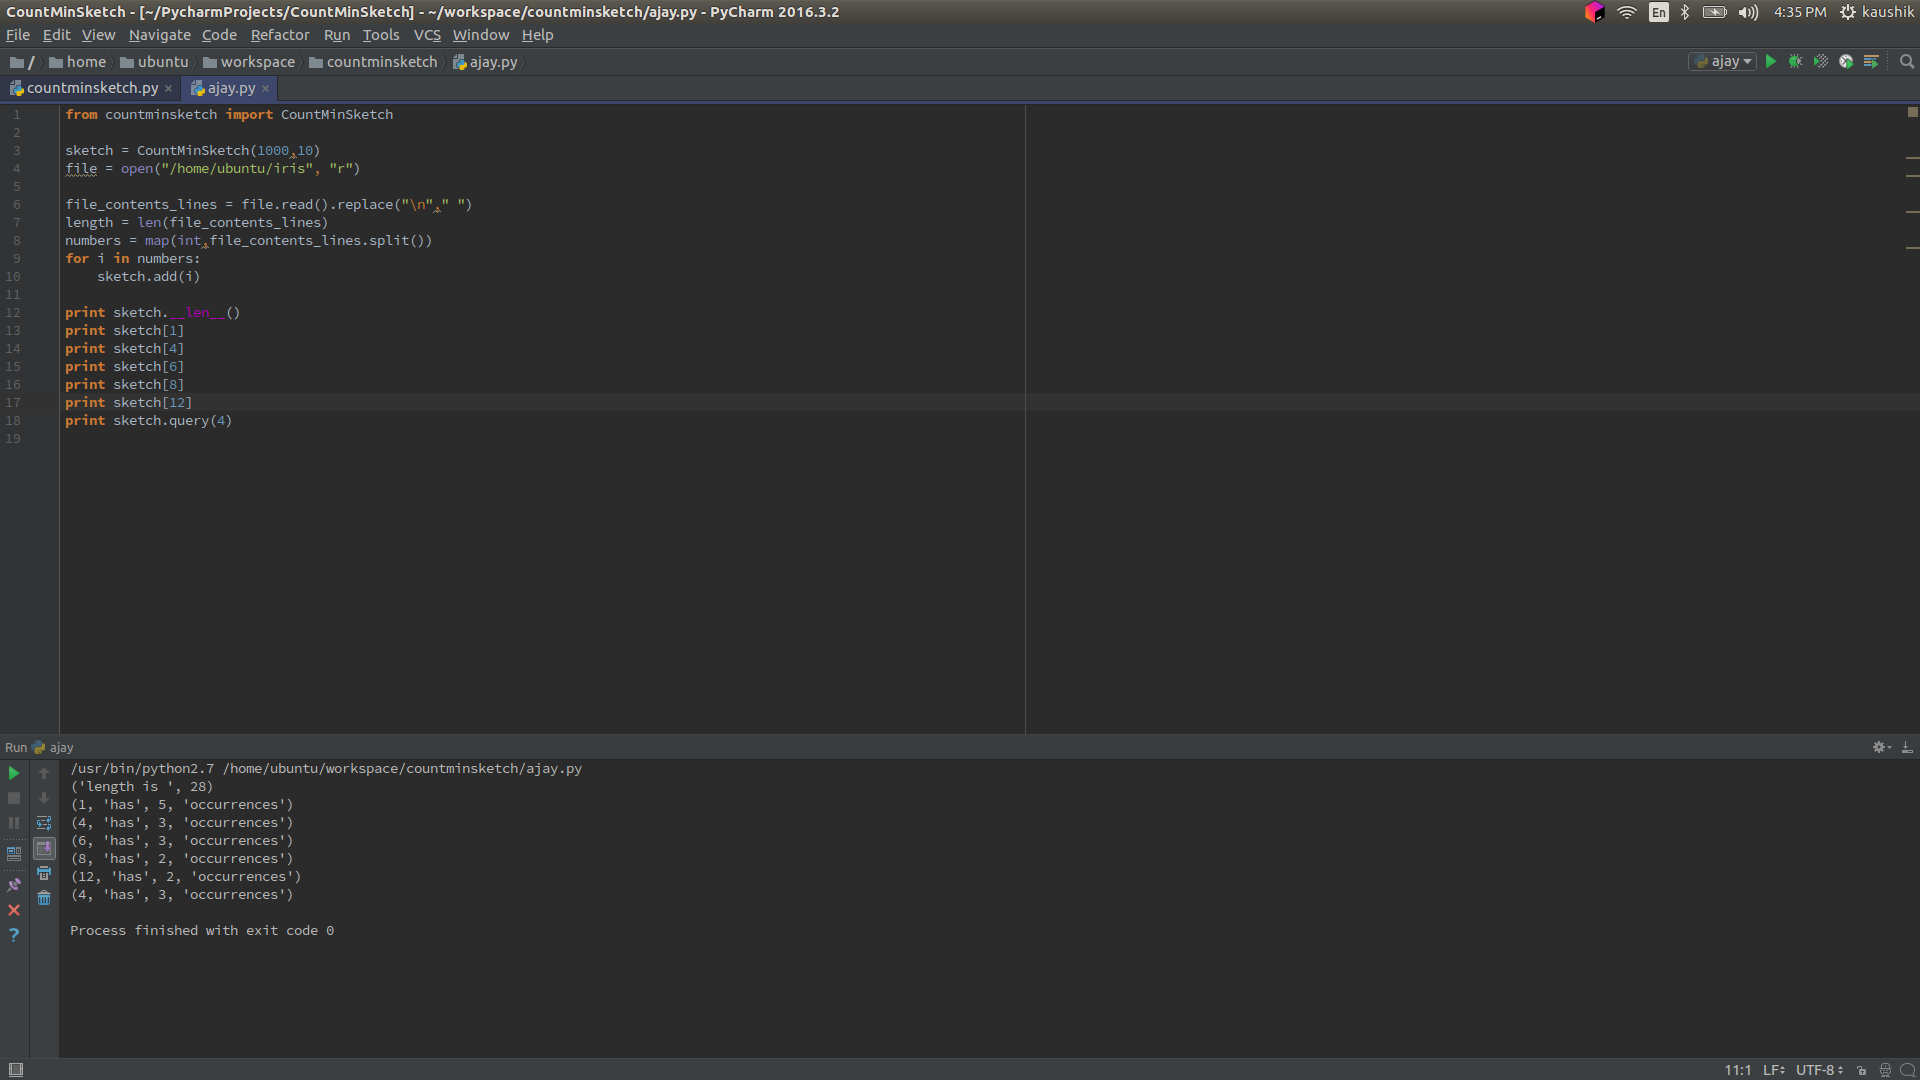 CountMinSketch - [~/PycharmProjects/CountMinSketch] - ~/workspace/countminsketch/ajay.py - PyCharm 2016.3.2
En
4:35 PM
kaushik
File Edit View Navigate Code Refactor Run Tools VCS Window Help
/ home ubuntu workspace countminsketch ajay.py
ajay
countminsketch.py × ajay.py ×
1 from countminsketch import CountMinSketch
2
3 sketch = CountMinSketch(1000,10)
4 file = open("/home/ubuntu/iris", "r")
5
6 file_contents_lines = file.read().replace("\n"," ")
7 length = len(file_contents_lines)
8 numbers = map(int,file_contents_lines.split())
9 for i in numbers:
10     sketch.add(i)
11
12 print sketch.__len__()
13 print sketch[1]
14 print sketch[4]
15 print sketch[6]
16 print sketch[8]
17 print sketch[12]
18 print sketch.query(4)
19
Run ajay
/usr/bin/python2.7 /home/ubuntu/workspace/countminsketch/ajay.py
('length is ', 28)
(1, 'has', 5, 'occurrences')
(4, 'has', 3, 'occurrences')
(6, 'has', 3, 'occurrences')
(8, 'has', 2, 'occurrences')
(12, 'has', 2, 'occurrences')
(4, 'has', 3, 'occurrences')
Process finished with exit code 0
11:1 LF UTF-8